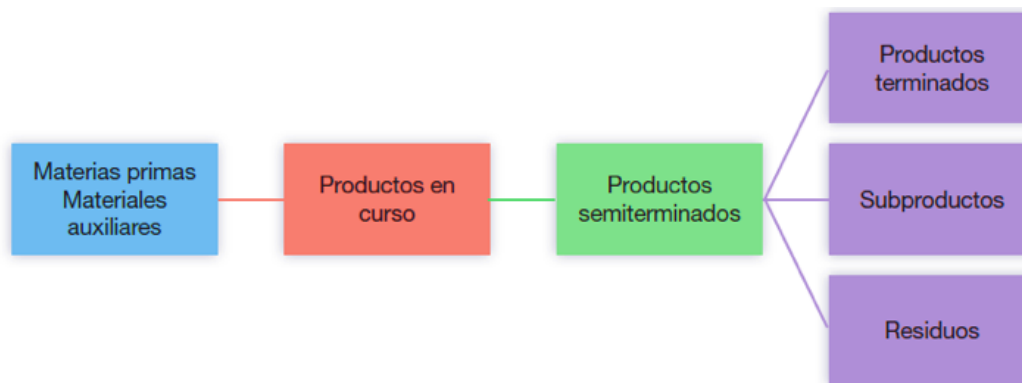 Materias primas
Materiales
auxiliares
Productos en
curso
Productos
semiterminados
Productos
terminados
Subproductos
Residuos